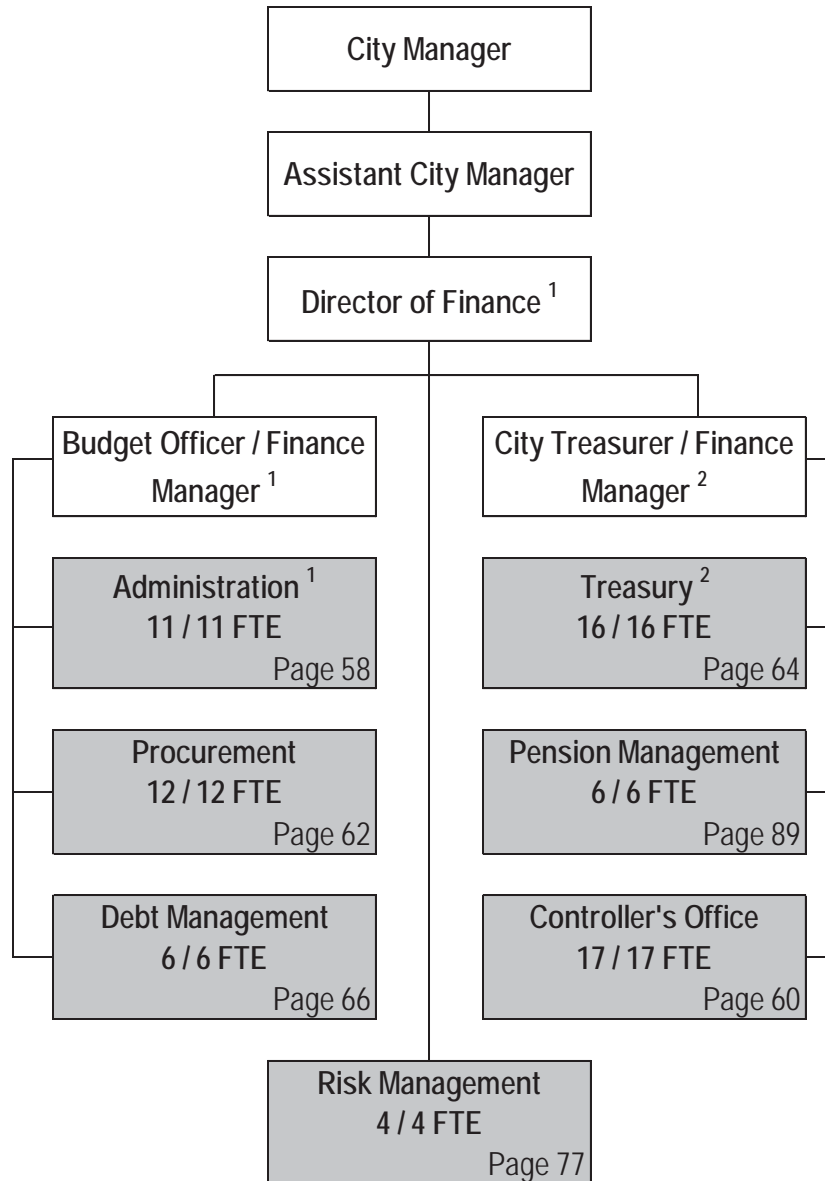 City Manager
Assistant City Manager
Director of Finance 1
Budget Officer / Finance
Manager 1
City Treasurer / Finance
Manager 2
Administration 1
11 / 11 FTE
Page 58
Treasury 2
16 / 16 FTE
Page 64
Procurement
12 / 12 FTE
Page 62
Pension Management
6 / 6 FTE
Page 89
Debt Management
6 / 6 FTE
Page 66
Controller's Office
17 / 17 FTE
Page 60
Risk Management
4 / 4 FTE
Page 77